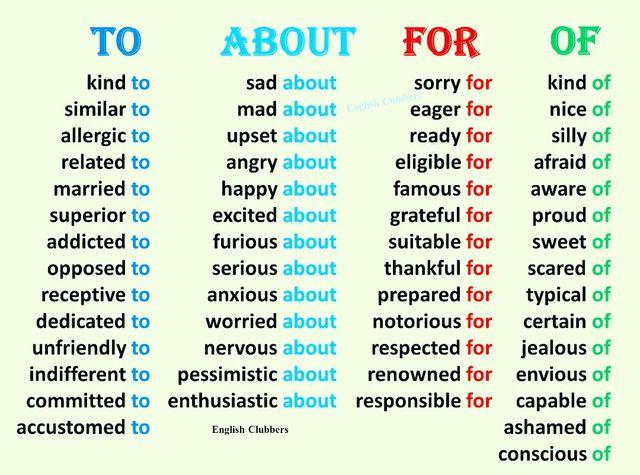 TO ABOUT FOR OF
kind to sad about sorry for kind of
similar to mad about eager for nice of
allergic to upset about ready for silly of
related to angry about eligible for afraid of
married to happy about famous for aware of
superior to excited about grateful for proud of
addicted to furious about suitable for sweet of
opposed to serious about thankful for scared of
receptive to anxious about prepared for typical of
dedicated to worried about notorious for certain of
unfriendly to nervous about respected for jealous of
indifferent to pessimistic about renowned for envious of
committed to enthusiastic about responsible for capable of
accustomed to English Clubbers ashamed of
conscious of
English Clubbers